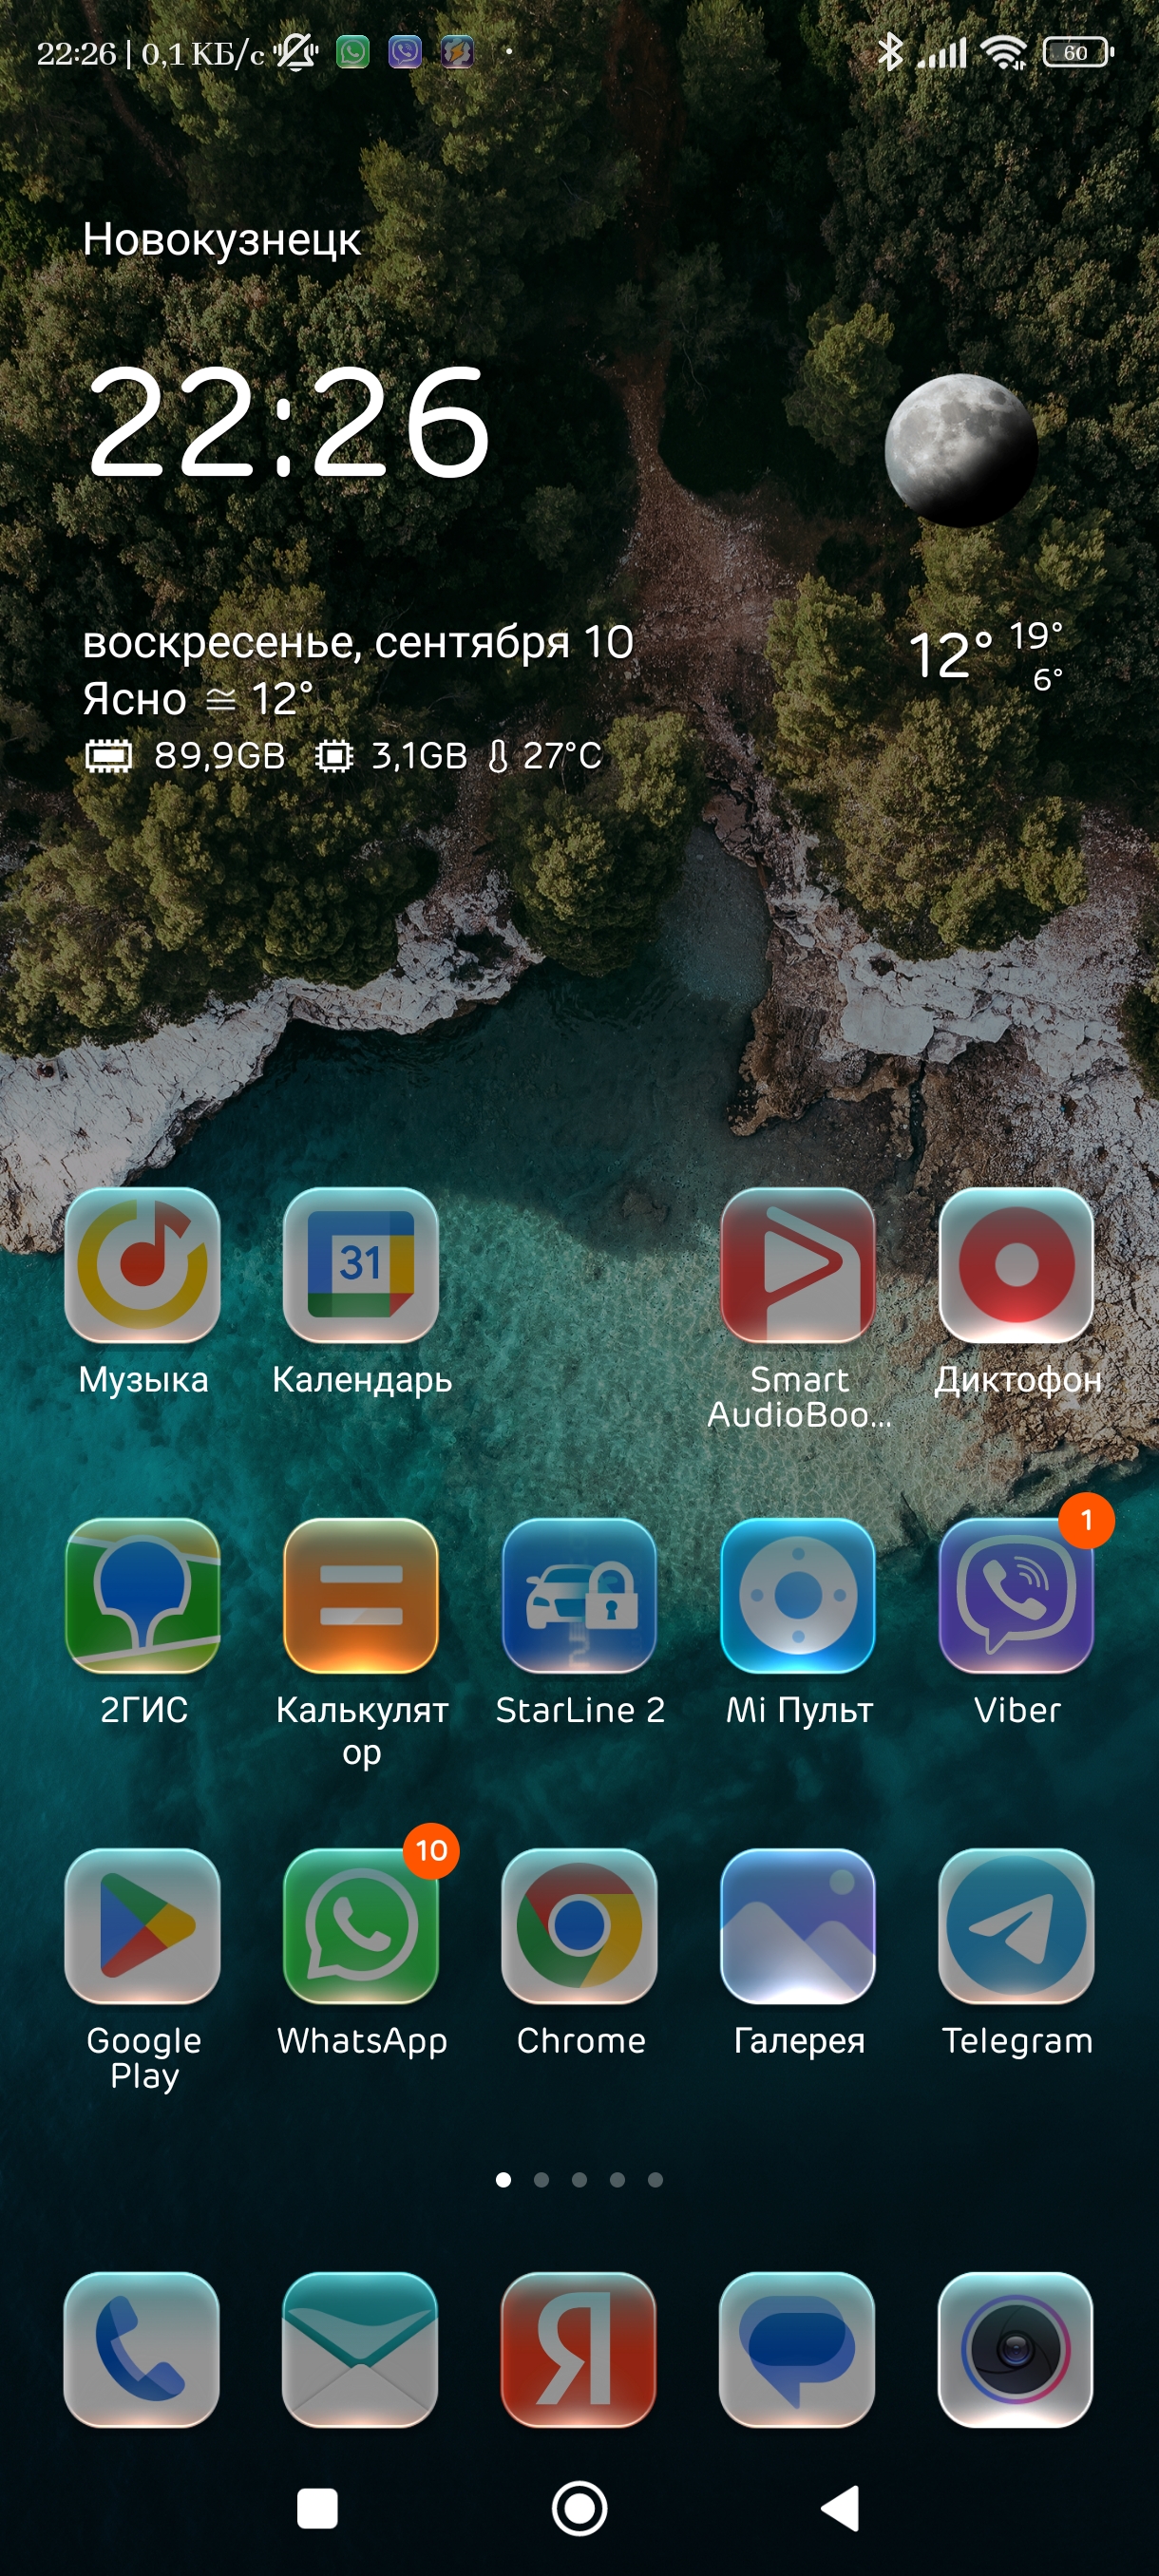 22:26 | 0,1 КБ/с
60
Новокузнецк
22:26
воскресенье, сентября 10
Ясно ≅ 12°
12° 19°
6°
89,9GB 3,1GB 27°C
31
Музыка
Календарь
Smart
AudioBoo...
Диктофон
1
2ГИС
Калькулят
ор
StarLine 2
Mi Пульт
Viber
10
Google
Play
WhatsApp
Chrome
Галерея
Telegram
Я